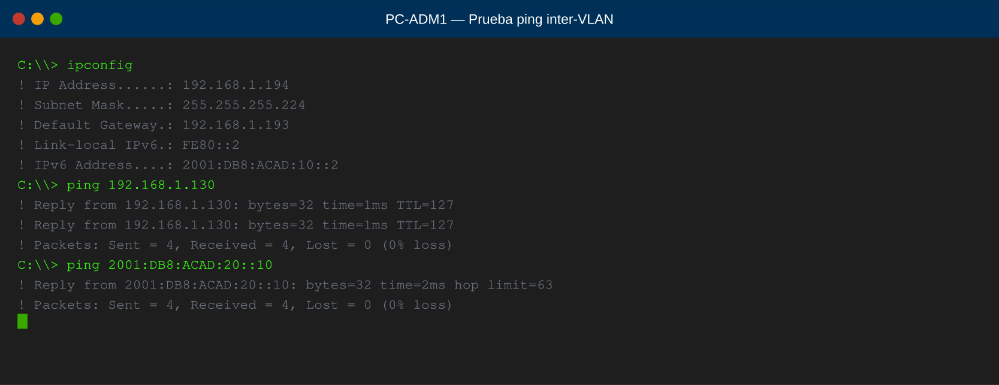 PC-ADM1 — Prueba ping inter-VLAN
C:\\> ipconfig
! IP Address......: 192.168.1.194
! Subnet Mask.....: 255.255.255.224
! Default Gateway.: 192.168.1.193
! Link-local IPv6.: FE80::2
! IPv6 Address....: 2001:DB8:ACAD:10::2
C:\\> ping 192.168.1.130
! Reply from 192.168.1.130: bytes=32 time=1ms TTL=127
! Reply from 192.168.1.130: bytes=32 time=1ms TTL=127
! Packets: Sent = 4, Received = 4, Lost = 0 (0% loss)
C:\\> ping 2001:DB8:ACAD:20::10
! Reply from 2001:DB8:ACAD:20::10: bytes=32 time=2ms hop limit=63
! Packets: Sent = 4, Received = 4, Lost = 0 (0% loss)